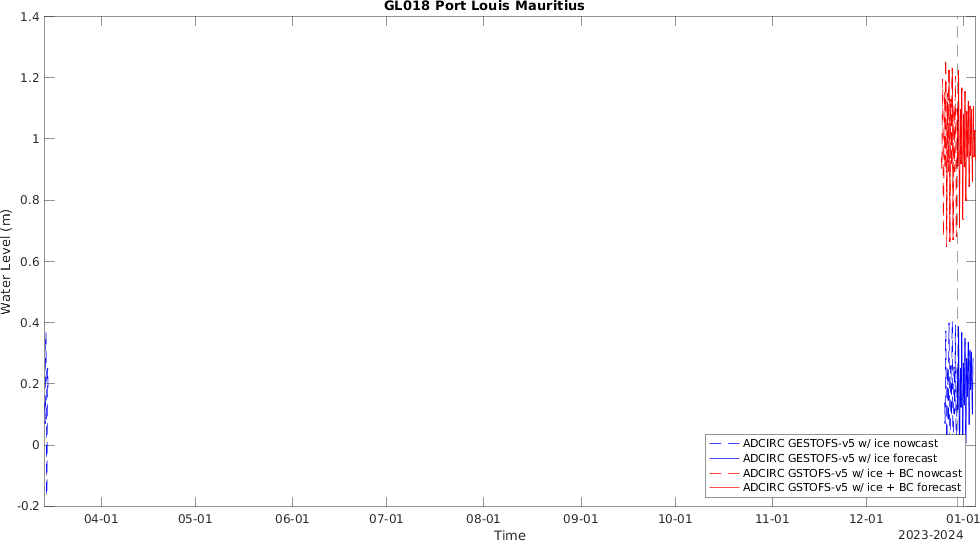 GL018 Port Louis Mauritius
Water Level (m)
1.4
1.2
1
0.8
0.6
0.4
0.2
0
-0.2
04-01 05-01 06-01 07-01 08-01 09-01 10-01 11-01 12-01 01-01
Time
2023-2024
ADCIRC GESTOFS-v5 w/ ice nowcast
ADCIRC GESTOFS-v5 w/ ice forecast
ADCIRC GSTOFS-v5 w/ ice + BC nowcast
ADCIRC GSTOFS-v5 w/ ice + BC forecast